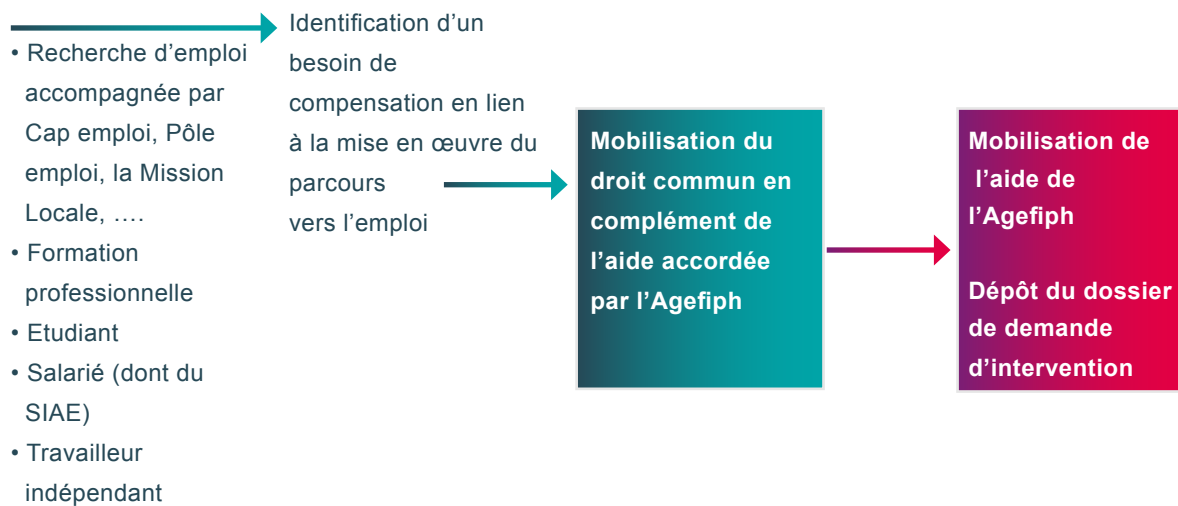 • Recherche d’emploi
accompagnée par
Cap emploi, Pôle
emploi, la Mission
Locale, ….
• Formation
professionnelle
• Etudiant
• Salarié (dont du
SIAE)
• Travailleur
indépendant
Identification d’un
besoin de
compensation en lien
à la mise en œuvre du
parcours
vers l’emploi
Mobilisation du
droit commun en
complément de
l’aide accordée
par l’Agefiph
Mobilisation de
l’aide de
l’Agefiph
Dépôt du dossier
de demande
d’intervention